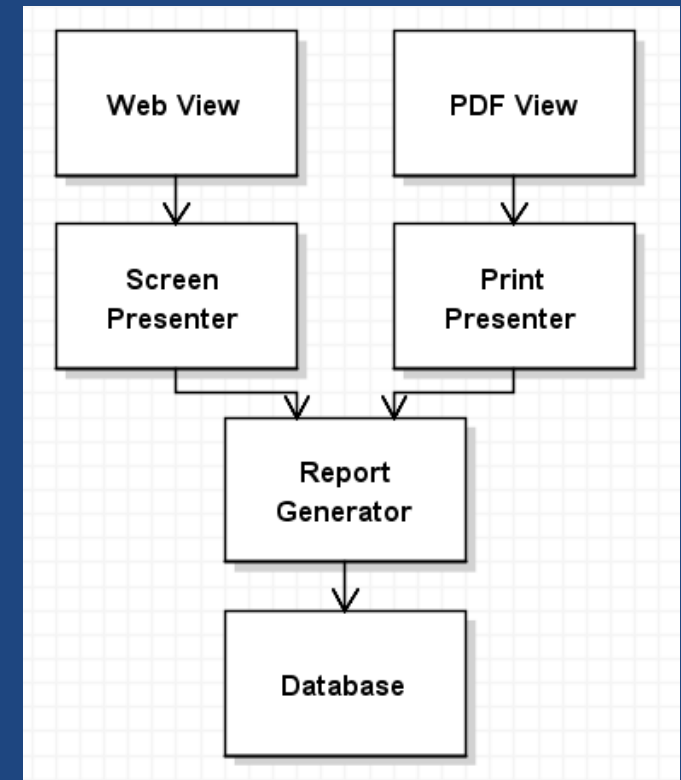 Web View
PDF View
Screen
Presenter
Print
Presenter
Report
Generator
Database